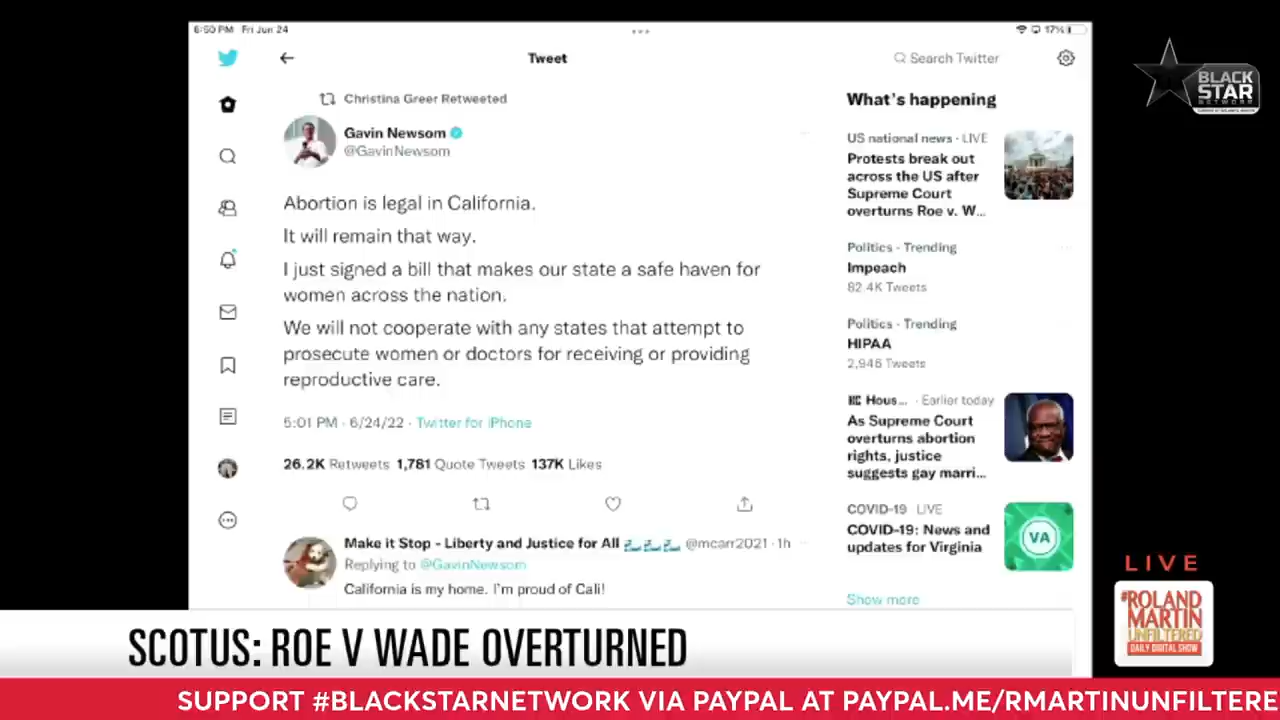 6:50 PM Fri Jun 24
17%
Tweet
Search Twitter
Christina Greer Retweeted
Gavin Newsom
@GavinNewsom
Abortion is legal in California.
It will remain that way.
I just signed a bill that makes our state a safe haven for
women across the nation.
We will not cooperate with any states that attempt to
prosecute women or doctors for receiving or providing
reproductive care.
5:01 PM · 6/24/22 · Twitter for iPhone
26.2K Retweets 1,781 Quote Tweets 137K Likes
Make it Stop - Liberty and Justice for All @mcarr2021 · 1h
Replying to @GavinNewsom
California is my home. I'm proud of Cali!
What's happening
US national news · LIVE
Protests break out
across the US after
Supreme Court
overturns Roe v. W...
Politics · Trending
Impeach
82.4K Tweets
Politics · Trending
HIPAA
2,946 Tweets
Hous... · Earlier today
As Supreme Court
overturns abortion
rights, justice
suggests gay marri...
COVID-19 LIVE
COVID-19: News and
updates for Virginia
VA
Show more
BLACK
STAR
NETWORK
LIVE
#ROLAND
MARTIN
UNFILTERED
DAILY DIGITAL SHOW
SCOTUS: ROE V WADE OVERTURNED
SUPPORT #BLACKSTARNETWORK VIA PAYPAL AT PAYPAL.ME/RMARTINUNFILTERE